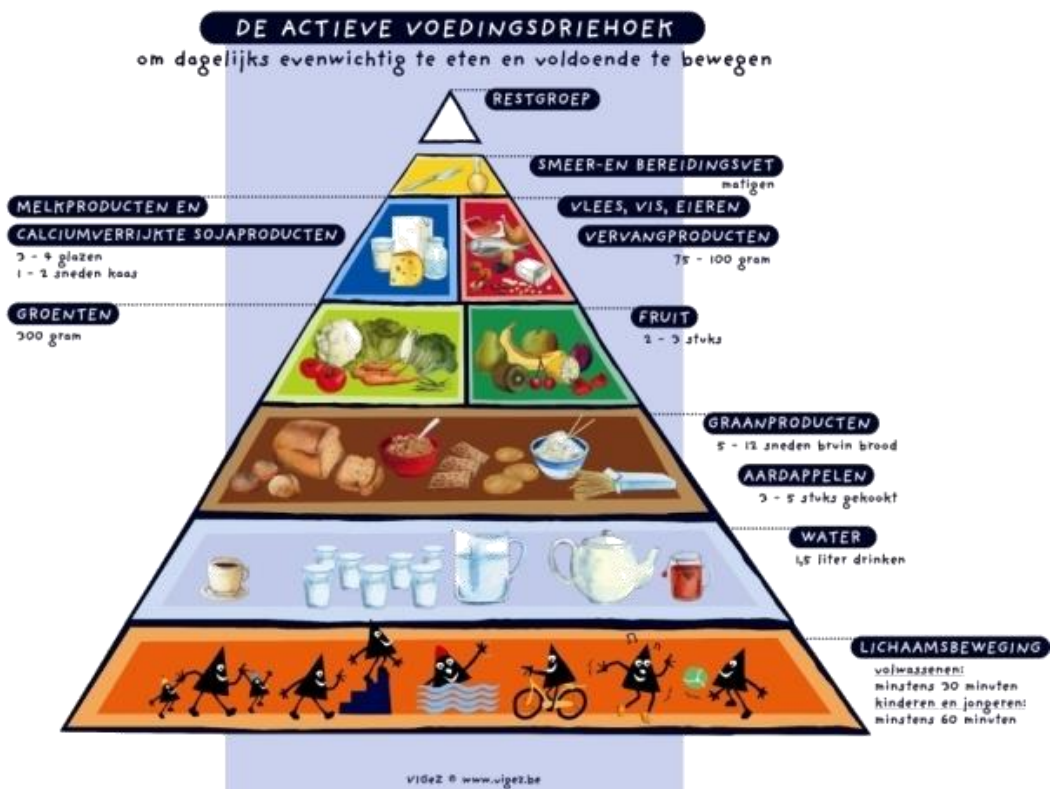 DE ACTIEVE VOEDINGSDRIEHOEK
om dagelijks evenwichtig te eten en voldoende te bewegen
RESTGROEP
SMEER-EN BEREIDINGSVET
matigen
MELKPRODUCTEN EN
CALCIUMVERRIJKTE SOJAPRODUCTEN
3 - 4 glazen
1 - 2 sneden kaas
VLEES, VIS, EIEREN
VERVANGPRODUCTEN
75 - 100 gram
GROENTEN
300 gram
FRUIT
2 - 3 stuks
GRAANPRODUCTEN
5 - 12 sneden bruin brood
AARDAPPELEN
3 - 5 stuks gekookt
WATER
1,5 liter drinken
LICHAAMSBEWEGING
volwassenen:
minstens 30 minuten
kinderen en jongeren:
minstens 60 minuten
VIGeZ © www.vigez.be